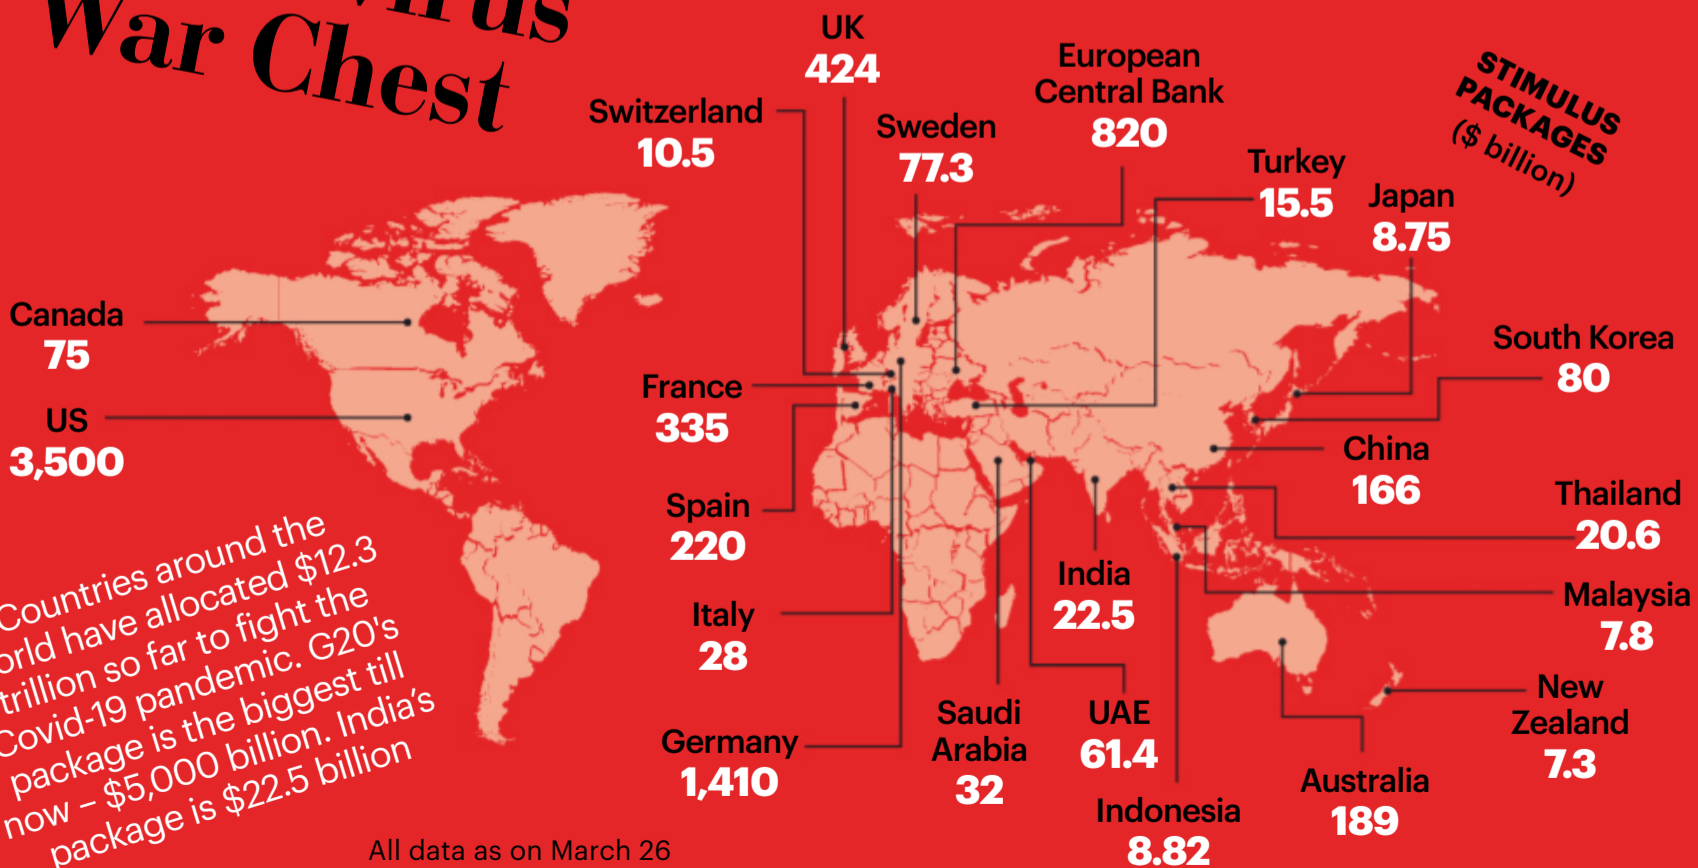 War Chest
STIMULUS
PACKAGES
($ billion)
UK
424
European
Central Bank
820
Switzerland
10.5
Sweden
77.3
Turkey
15.5
Japan
8.75
Canada
75
US
3,500
South Korea
80
France
335
China
166
Spain
220
Thailand
20.6
India
22.5
Malaysia
7.8
Italy
28
New
Zealand
7.3
Saudi
Arabia
32
UAE
61.4
Germany
1,410
Australia
189
Indonesia
8.82
Countries around the
orld have allocated $12.3
trillion so far to fight the
Covid-19 pandemic. G20's
package is the biggest till
now – $5,000 billion. India's
package is $22.5 billion
All data as on March 26